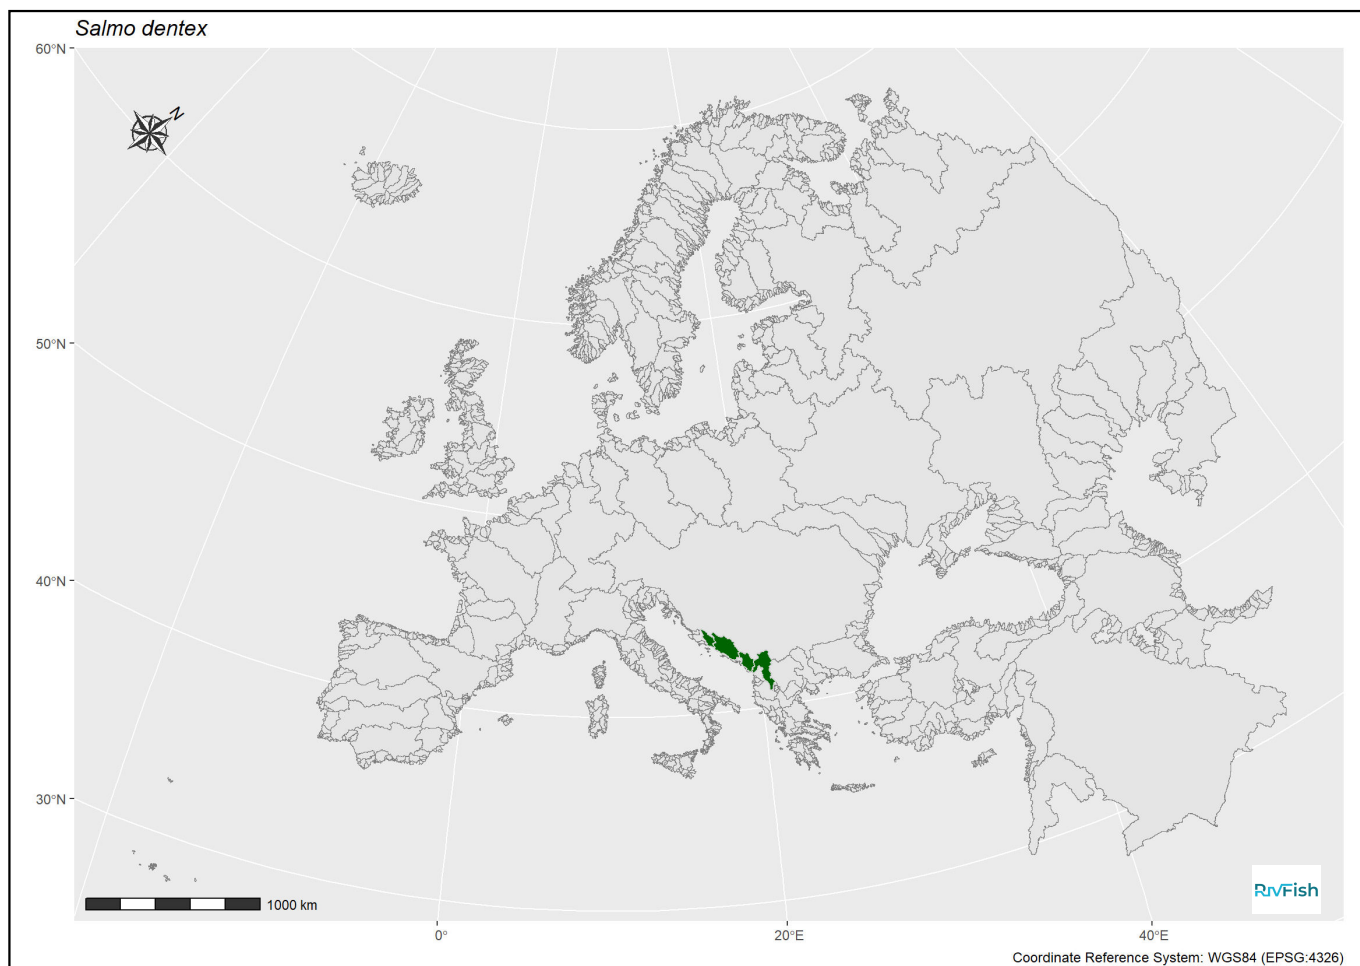 Salmo dentex
60°N
N
50°N
40°N
30°N
1000 km
RIVFish
0°
20°E
40°E
Coordinate Reference System: WGS84 (EPSG:4326)